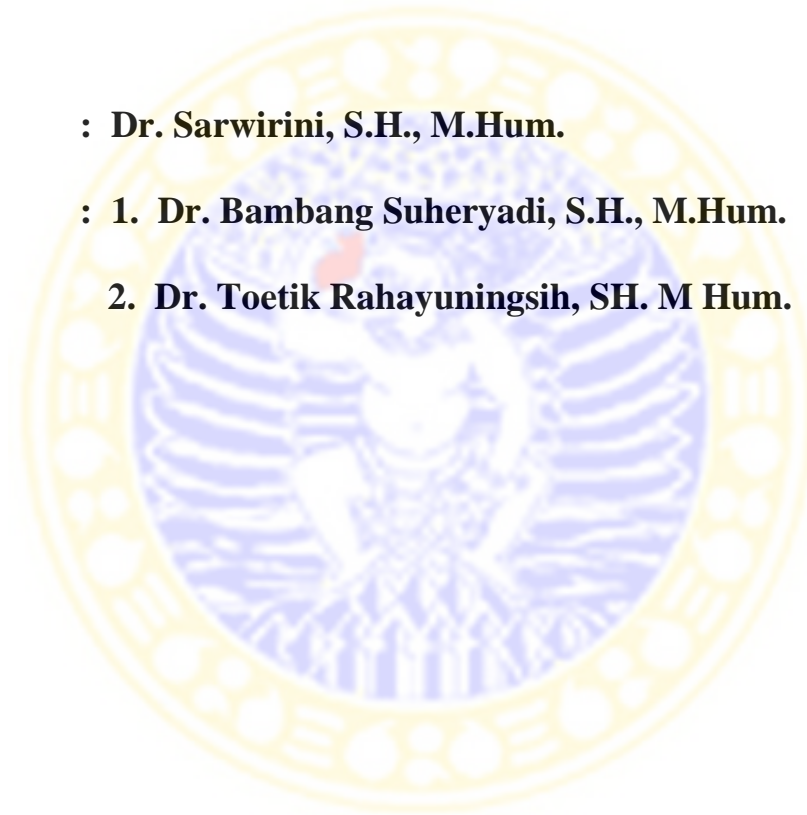 : Dr. Sarwirini, S.H., M.Hum.
: 1. Dr. Bambang Suheryadi, S.H., M.Hum.
2. Dr. Toetik Rahayuningsih, SH. M Hum.